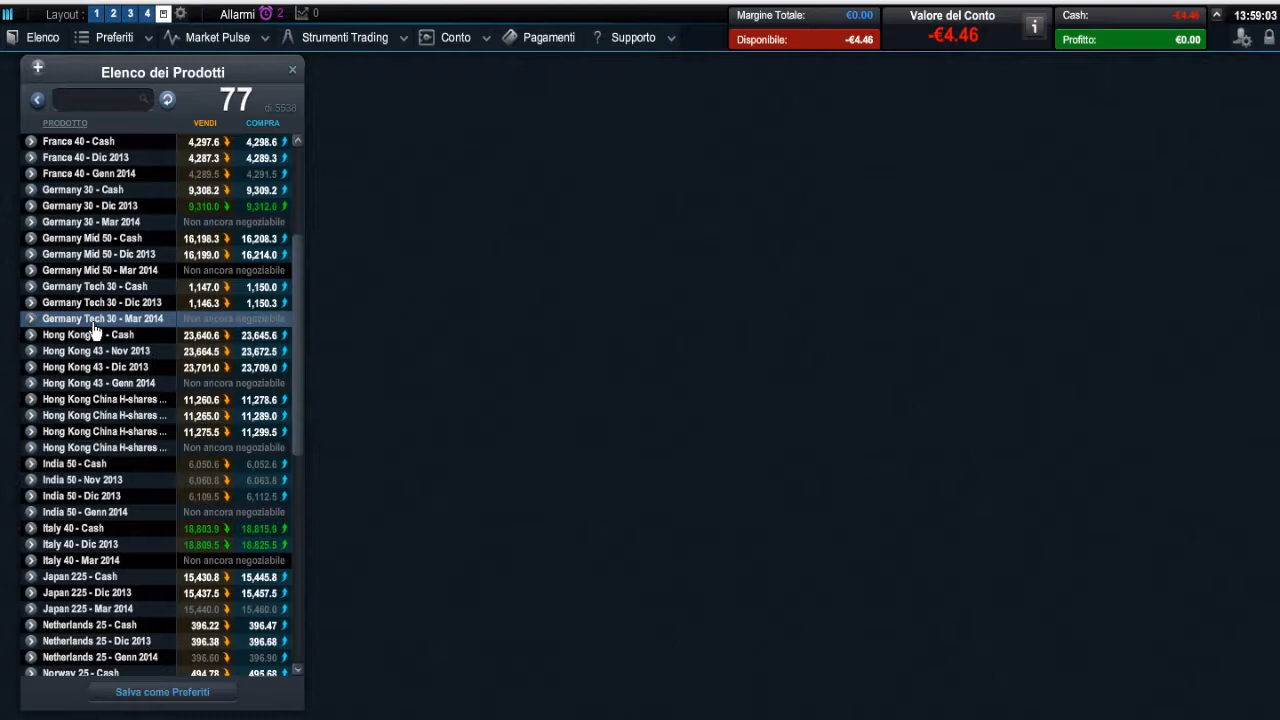 Layout : 1 2 3 4 Allarmi 2 0
Margine Totale: €0.00 Valore del Conto i Cash: -€4.46 13:59:03
Disponibile: -€4.46 -€4.46 Profitto: €0.00
Elenco Preferiti Market Pulse Strumenti Trading Conto Pagamenti ? Supporto
Elenco dei Prodotti
77 di 5538
PRODOTTO VENDI COMPRA
France 40 - Cash 4,297.6 4,298.6
France 40 - Dic 2013 4,287.3 4,289.3
France 40 - Genn 2014 4,289.5 4,291.5
Germany 30 - Cash 9,308.2 9,309.2
Germany 30 - Dic 2013 9,310.0 9,312.0
Germany 30 - Mar 2014 Non ancora negoziabile
Germany Mid 50 - Cash 16,198.3 16,208.3
Germany Mid 50 - Dic 2013 16,199.0 16,214.0
Germany Mid 50 - Mar 2014 Non ancora negoziabile
Germany Tech 30 - Cash 1,147.0 1,150.0
Germany Tech 30 - Dic 2013 1,146.3 1,150.3
Germany Tech 30 - Mar 2014 Non ancora negoziabile
Hong Kong - Cash 23,640.6 23,645.6
Hong Kong 43 - Nov 2013 23,664.5 23,672.5
Hong Kong 43 - Dic 2013 23,701.0 23,709.0
Hong Kong 43 - Genn 2014 Non ancora negoziabile
Hong Kong China H-shares ... 11,260.6 11,278.6
Hong Kong China H-shares ... 11,265.0 11,289.0
Hong Kong China H-shares ... 11,275.5 11,299.5
Hong Kong China H-shares ... Non ancora negoziabile
India 50 - Cash 6,050.6 6,052.6
India 50 - Nov 2013 6,060.8 6,063.8
India 50 - Dic 2013 6,109.5 6,112.5
India 50 - Genn 2014 Non ancora negoziabile
Italy 40 - Cash 18,803.9 18,815.9
Italy 40 - Dic 2013 18,809.5 18,825.5
Italy 40 - Mar 2014 Non ancora negoziabile
Japan 225 - Cash 15,430.8 15,445.8
Japan 225 - Dic 2013 15,437.5 15,457.5
Japan 225 - Mar 2014 15,440.0 15,460.0
Netherlands 25 - Cash 396.22 396.47
Netherlands 25 - Dic 2013 396.38 396.68
Netherlands 25 - Genn 2014 396.60 396.90
Norway 25 - Cash 494.78 495.68
Salva come Preferiti